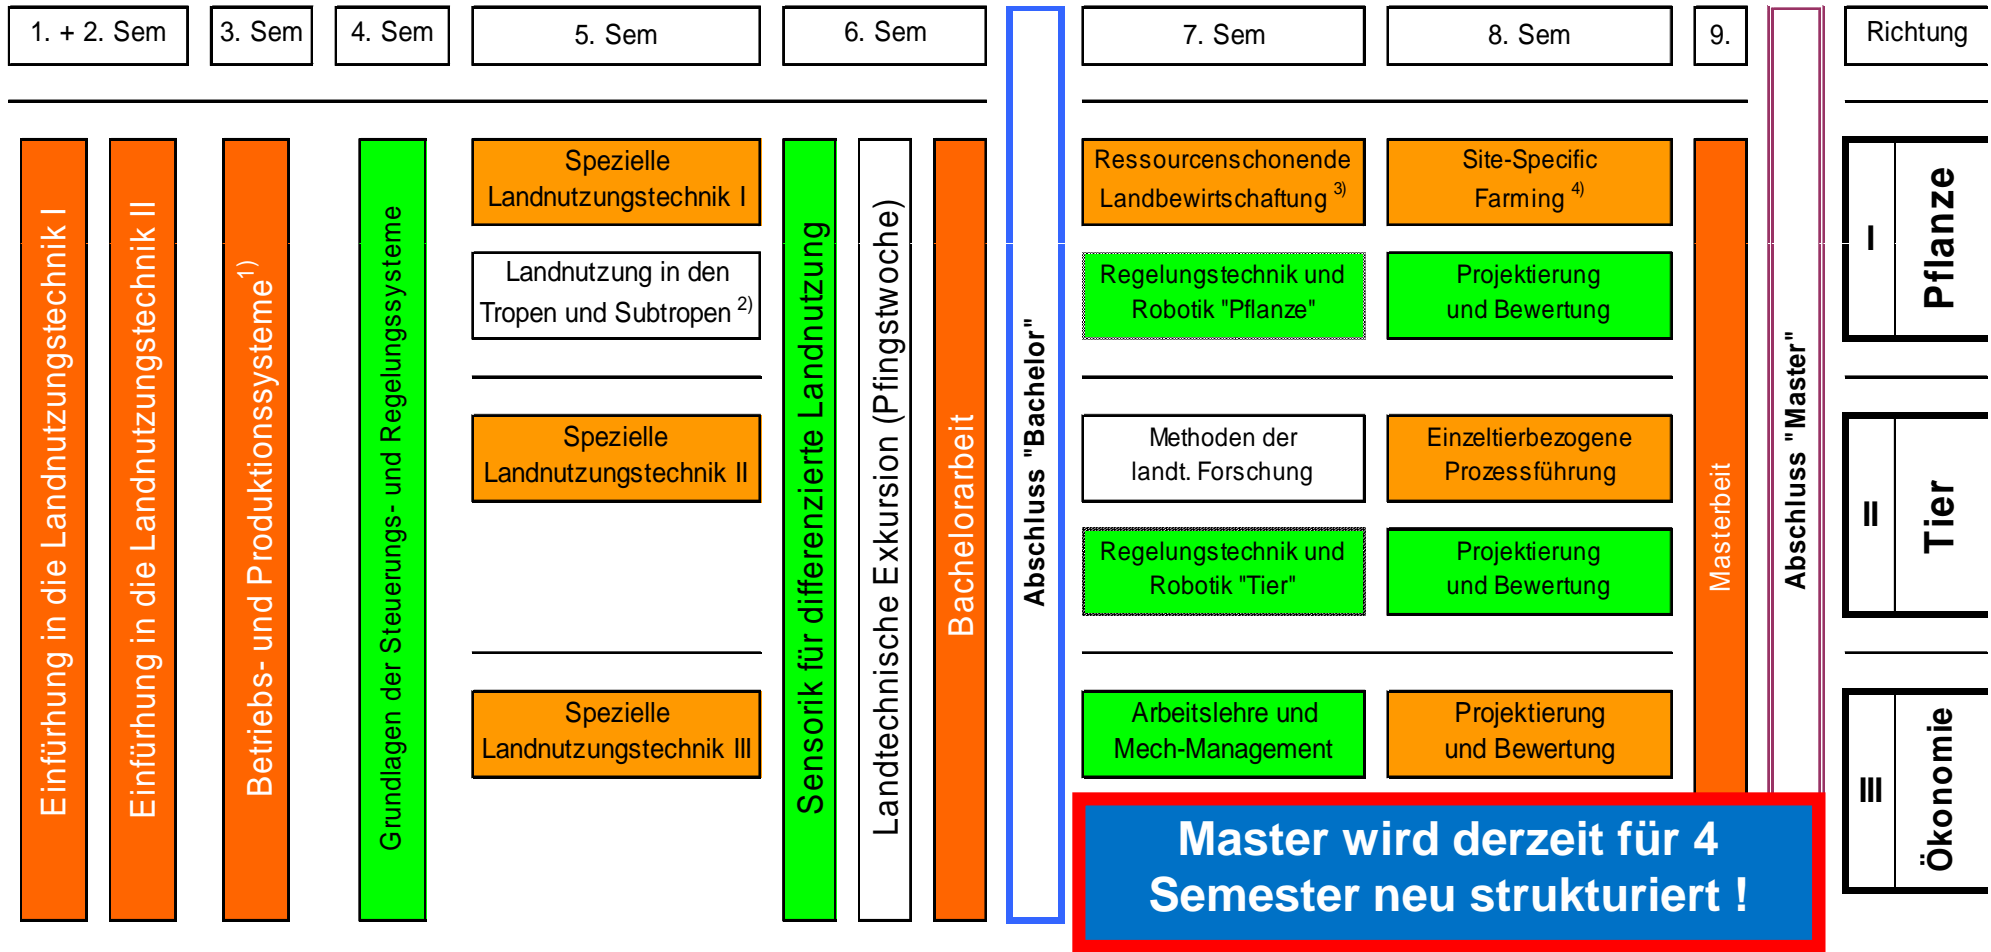 1. + 2. Sem
3. Sem
4. Sem
5. Sem
6. Sem
7. Sem
8. Sem
9.
Richtung
Einfürhung in die Landnutzungstechnik I
Einfürhung in die Landnutzungstechnik II
Betriebs- und Produktionssysteme 1)
Grundlagen der Steuerungs- und Regelungssysteme
Spezielle
Landnutzungstechnik I
Landnutzung in den
Tropen und Subtropen 2)
Spezielle
Landnutzungstechnik II
Spezielle
Landnutzungstechnik III
Sensorik für differenzierte Landnutzung
Landtechnische Exkursion (Pfingstwoche)
Bachelorarbeit
Abschluss "Bachelor"
Ressourcenschonende
Landbewirtschaftung 3)
Regelungstechnik und
Robotik "Pflanze"
Methoden der
landt. Forschung
Regelungstechnik und
Robotik "Tier"
Arbeitslehre und
Mech-Management
Site-Specific
Farming 4)
Projektierung
und Bewertung
Einzeltierbezogene
Prozessführung
Projektierung
und Bewertung
Projektierung
und Bewertung
Masterbeit
Abschluss "Master"
I
Pflanze
II
Tier
III
Ökonomie
Master wird derzeit für 4
Semester neu strukturiert !